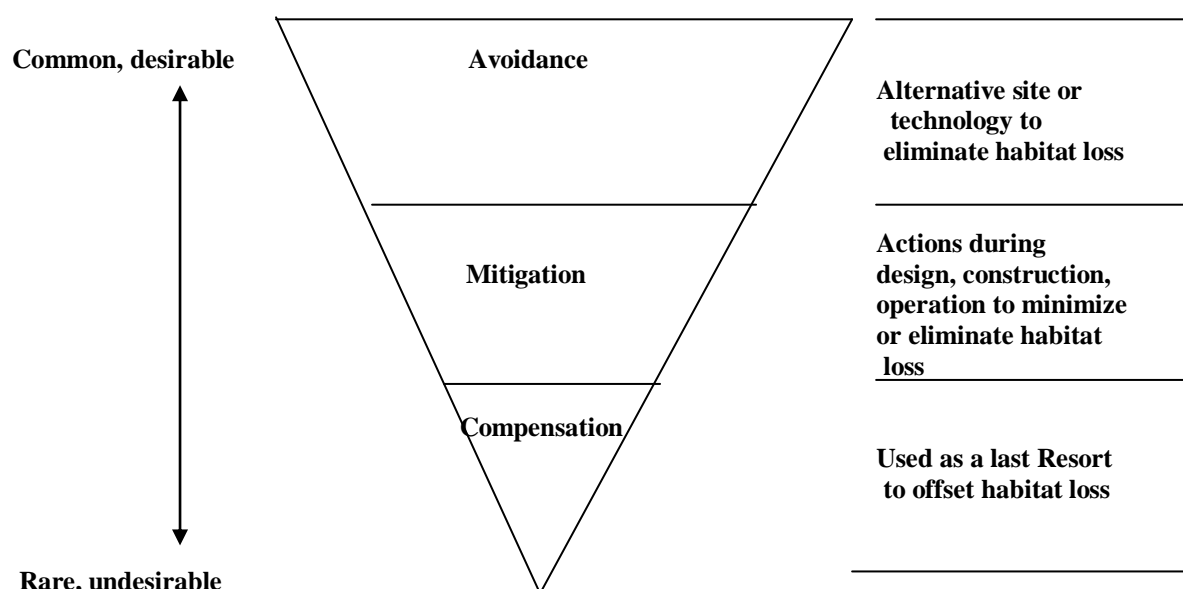 Common, desirable
Avoidance
Alternative site or
technology to
eliminate habitat loss
Mitigation
Actions during
design, construction,
operation to minimize
or eliminate habitat
loss
Compensation
Used as a last Resort
to offset habitat loss
Rare, undesirable